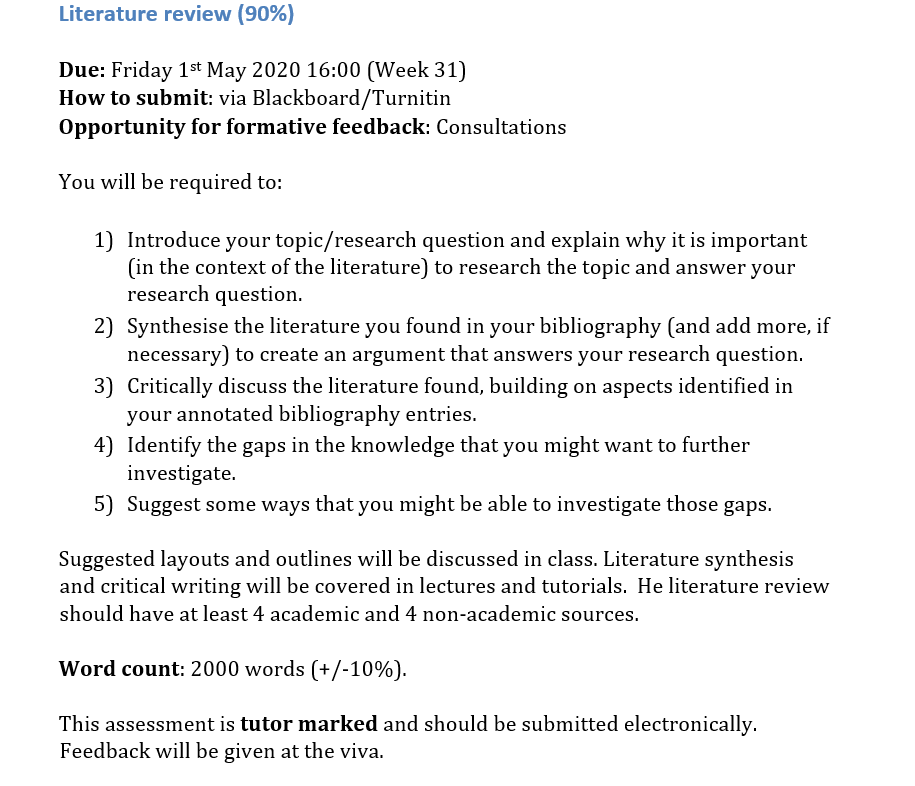 Literature review (90%)
Due: Friday 1st May 2020 16:00 (Week 31)
How to submit: via Blackboard/Turnitin
Opportunity for formative feedback: Consultations
You will be required to:
1) Introduce your topic/research question and explain why it is important
(in the context of the literature) to research the topic and answer your
research question.
2) Synthesise the literature you found in your bibliography (and add more, if
necessary) to create an argument that answers your research question.
3) Critically discuss the literature found, building on aspects identified in
your annotated bibliography entries.
4) Identify the gaps in the knowledge that you might want to further
investigate.
5) Suggest some ways that you might be able to investigate those gaps.
Suggested layouts and outlines will be discussed in class. Literature synthesis
and critical writing will be covered in lectures and tutorials.  He literature review
should have at least 4 academic and 4 non-academic sources.
Word count: 2000 words (+/-10%).
This assessment is tutor marked and should be submitted electronically.
Feedback will be given at the viva.